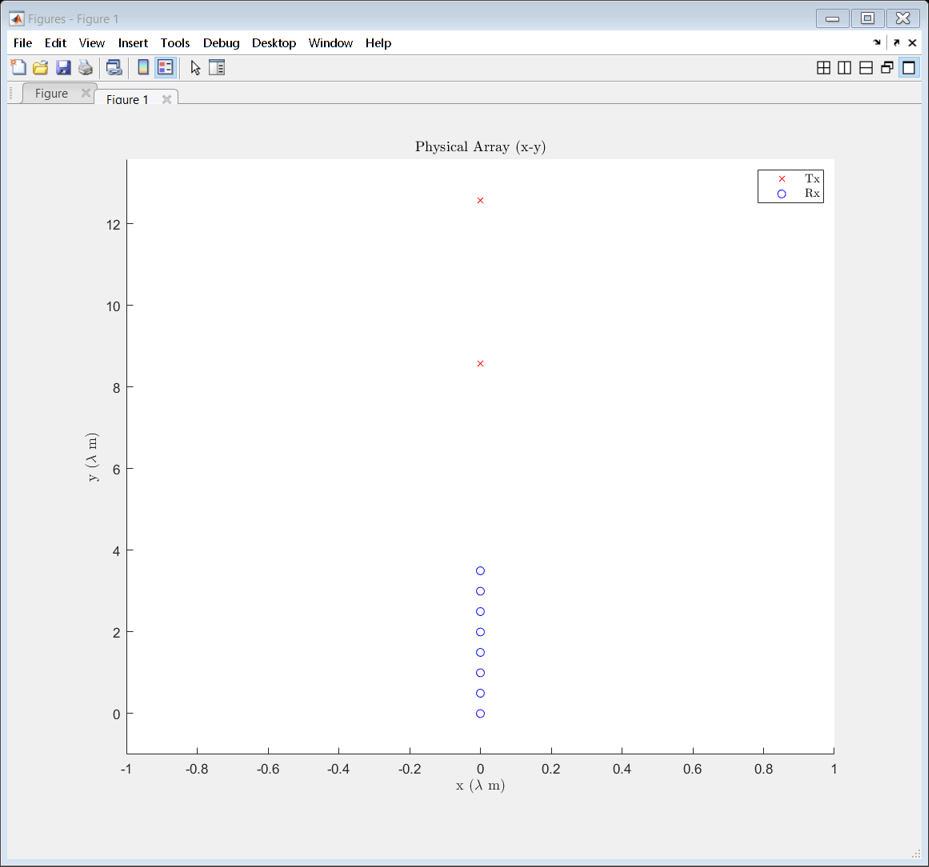 Figures - Figure 1
File Edit View Insert Tools Debug Desktop Window Help
Figure Figure 1
Physical Array (x-y)
Tx
Rx
12
10
8
6
4
2
0
y (λ m)
-1 -0.8 -0.6 -0.4 -0.2 0 0.2 0.4 0.6 0.8 1
x (λ m)